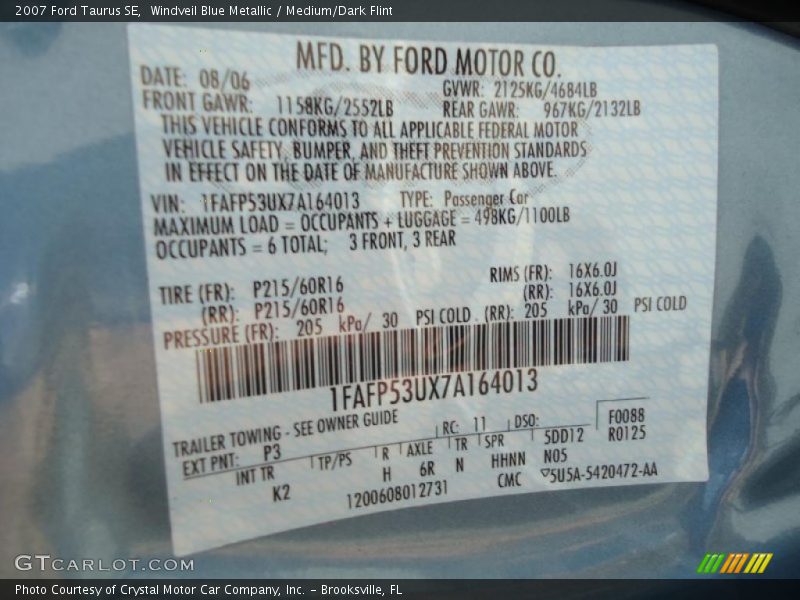 2007 Ford Taurus SE, Windveil Blue Metallic / Medium/Dark Flint
MFD. BY FORD MOTOR CO.
DATE: 08/06 GVWR: 2125KG/4684LB
FRONT GAWR: 1158KG/2552LB REAR GAWR: 967KG/2132LB
THIS VEHICLE CONFORMS TO ALL APPLICABLE FEDERAL MOTOR
VEHICLE SAFETY, BUMPER, AND THEFT PREVENTION STANDARDS
IN EFFECT ON THE DATE OF MANUFACTURE SHOWN ABOVE.
VIN: 1FAFP53UX7A164013 TYPE: Passenger Car
MAXIMUM LOAD = OCCUPANTS + LUGGAGE = 498KG/1100LB
OCCUPANTS = 6 TOTAL; 3 FRONT, 3 REAR
TIRE (FR): P215/60R16 RIMS (FR): 16X6.0J
(RR): P215/60R16 (RR): 16X6.0J
PRESSURE (FR): 205 kPa/ 30 PSI COLD (RR): 205 kPa/ 30 PSI COLD
1FAFP53UX7A164013
TRAILER TOWING - SEE OWNER GUIDE
EXT PNT: P3 RC: 11 DSO: F0088
INT TR TP/PS R AXLE TR SPR 5DD12 R0125
K2 H 6R N HHNN N05
1200608012731 CMC ▽5U5A-5420472-AA
GTCARLOT.COM
Photo Courtesy of Crystal Motor Car Company, Inc. – Brooksville, FL